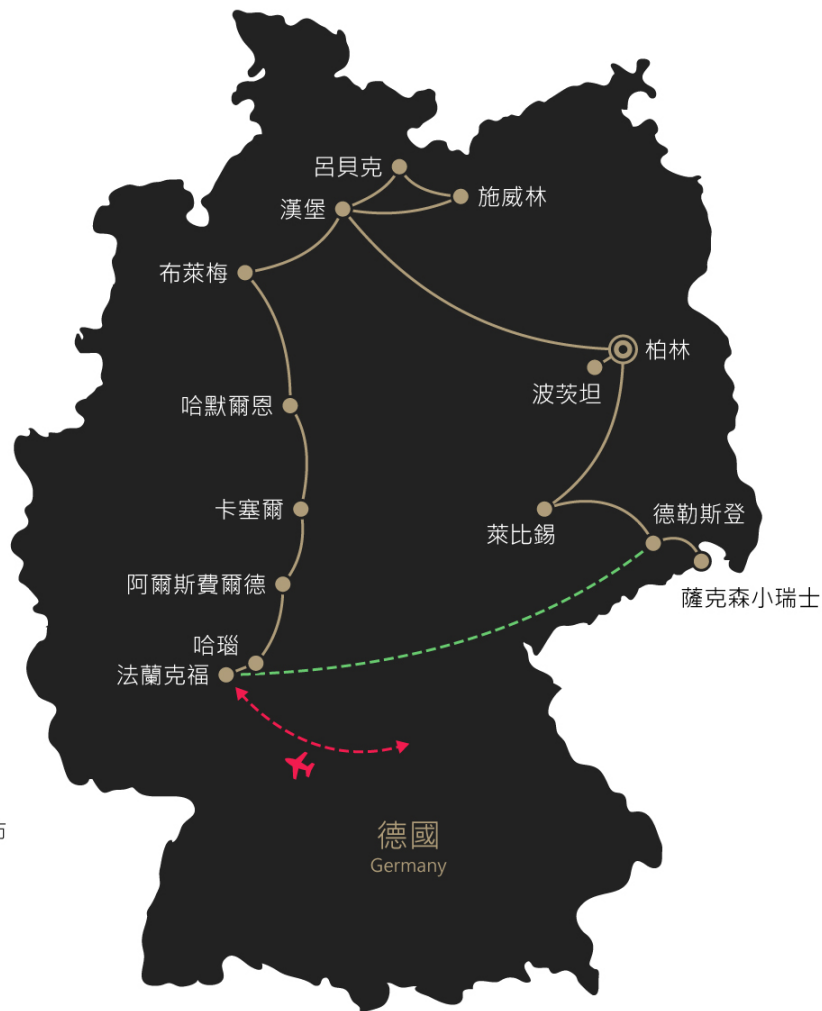 呂貝克
施威林
漢堡
布萊梅
柏林
波茨坦
哈默爾恩
卡塞爾
萊比錫
德勒斯登
阿爾斯費爾德
薩克森小瑞士
哈瑙
法蘭克福
德國
Germany